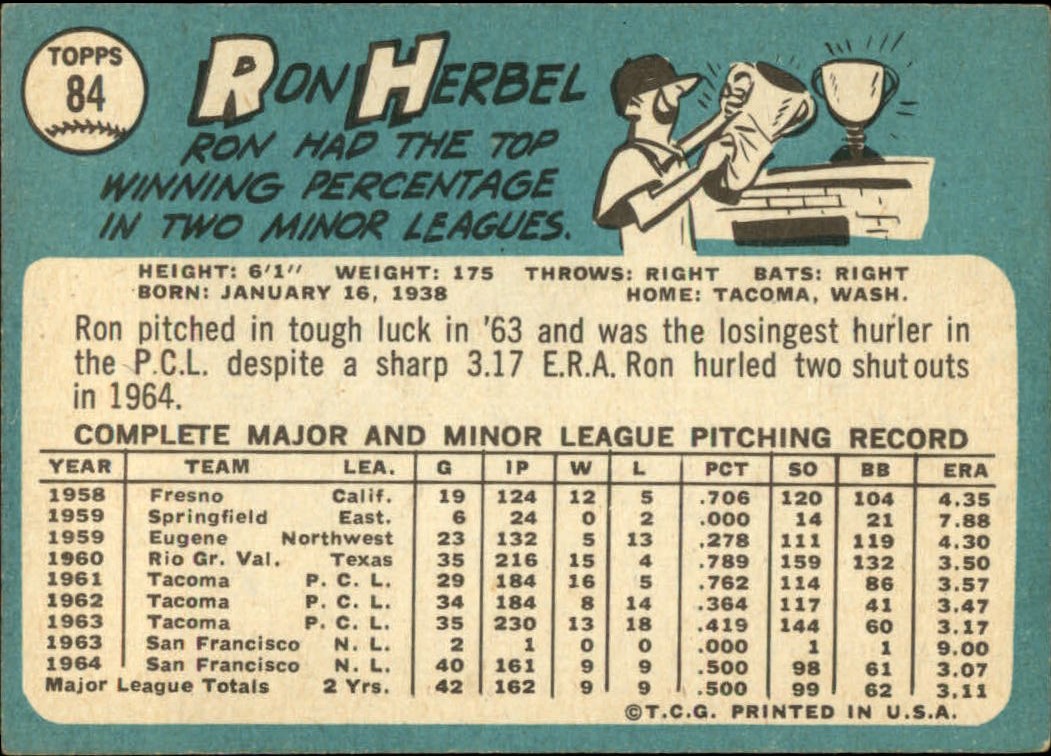 TOPPS
84
RON HERBEL
RON HAD THE TOP
WINNING PERCENTAGE
IN TWO MINOR LEAGUES.
HEIGHT: 6'1" WEIGHT: 175 THROWS: RIGHT BATS: RIGHT
BORN: JANUARY 16, 1938 HOME: TACOMA, WASH.
Ron pitched in tough luck in '63 and was the losingest hurler in
the P.C.L. despite a sharp 3.17 E.R.A. Ron hurled two shutouts
in 1964.
COMPLETE MAJOR AND MINOR LEAGUE PITCHING RECORD
YEAR TEAM LEA. G IP W L PCT SO BB ERA
1958 Fresno Calif. 19 124 12 5 .706 120 104 4.35
1959 Springfield East. 6 24 0 2 .000 14 21 7.88
1959 Eugene Northwest 23 132 5 13 .278 111 119 4.30
1960 Rio Gr. Val. Texas 35 216 15 4 .789 159 132 3.50
1961 Tacoma P. C. L. 29 184 16 5 .762 114 86 3.57
1962 Tacoma P. C. L. 34 184 8 14 .364 117 41 3.47
1963 Tacoma P. C. L. 35 230 13 18 .419 144 60 3.17
1963 San Francisco N. L. 2 1 0 0 .000 1 1 9.00
1964 San Francisco N. L. 40 161 9 9 .500 98 61 3.07
Major League Totals 2 Yrs. 42 162 9 9 .500 99 62 3.11
©T.C.G. PRINTED IN U.S.A.